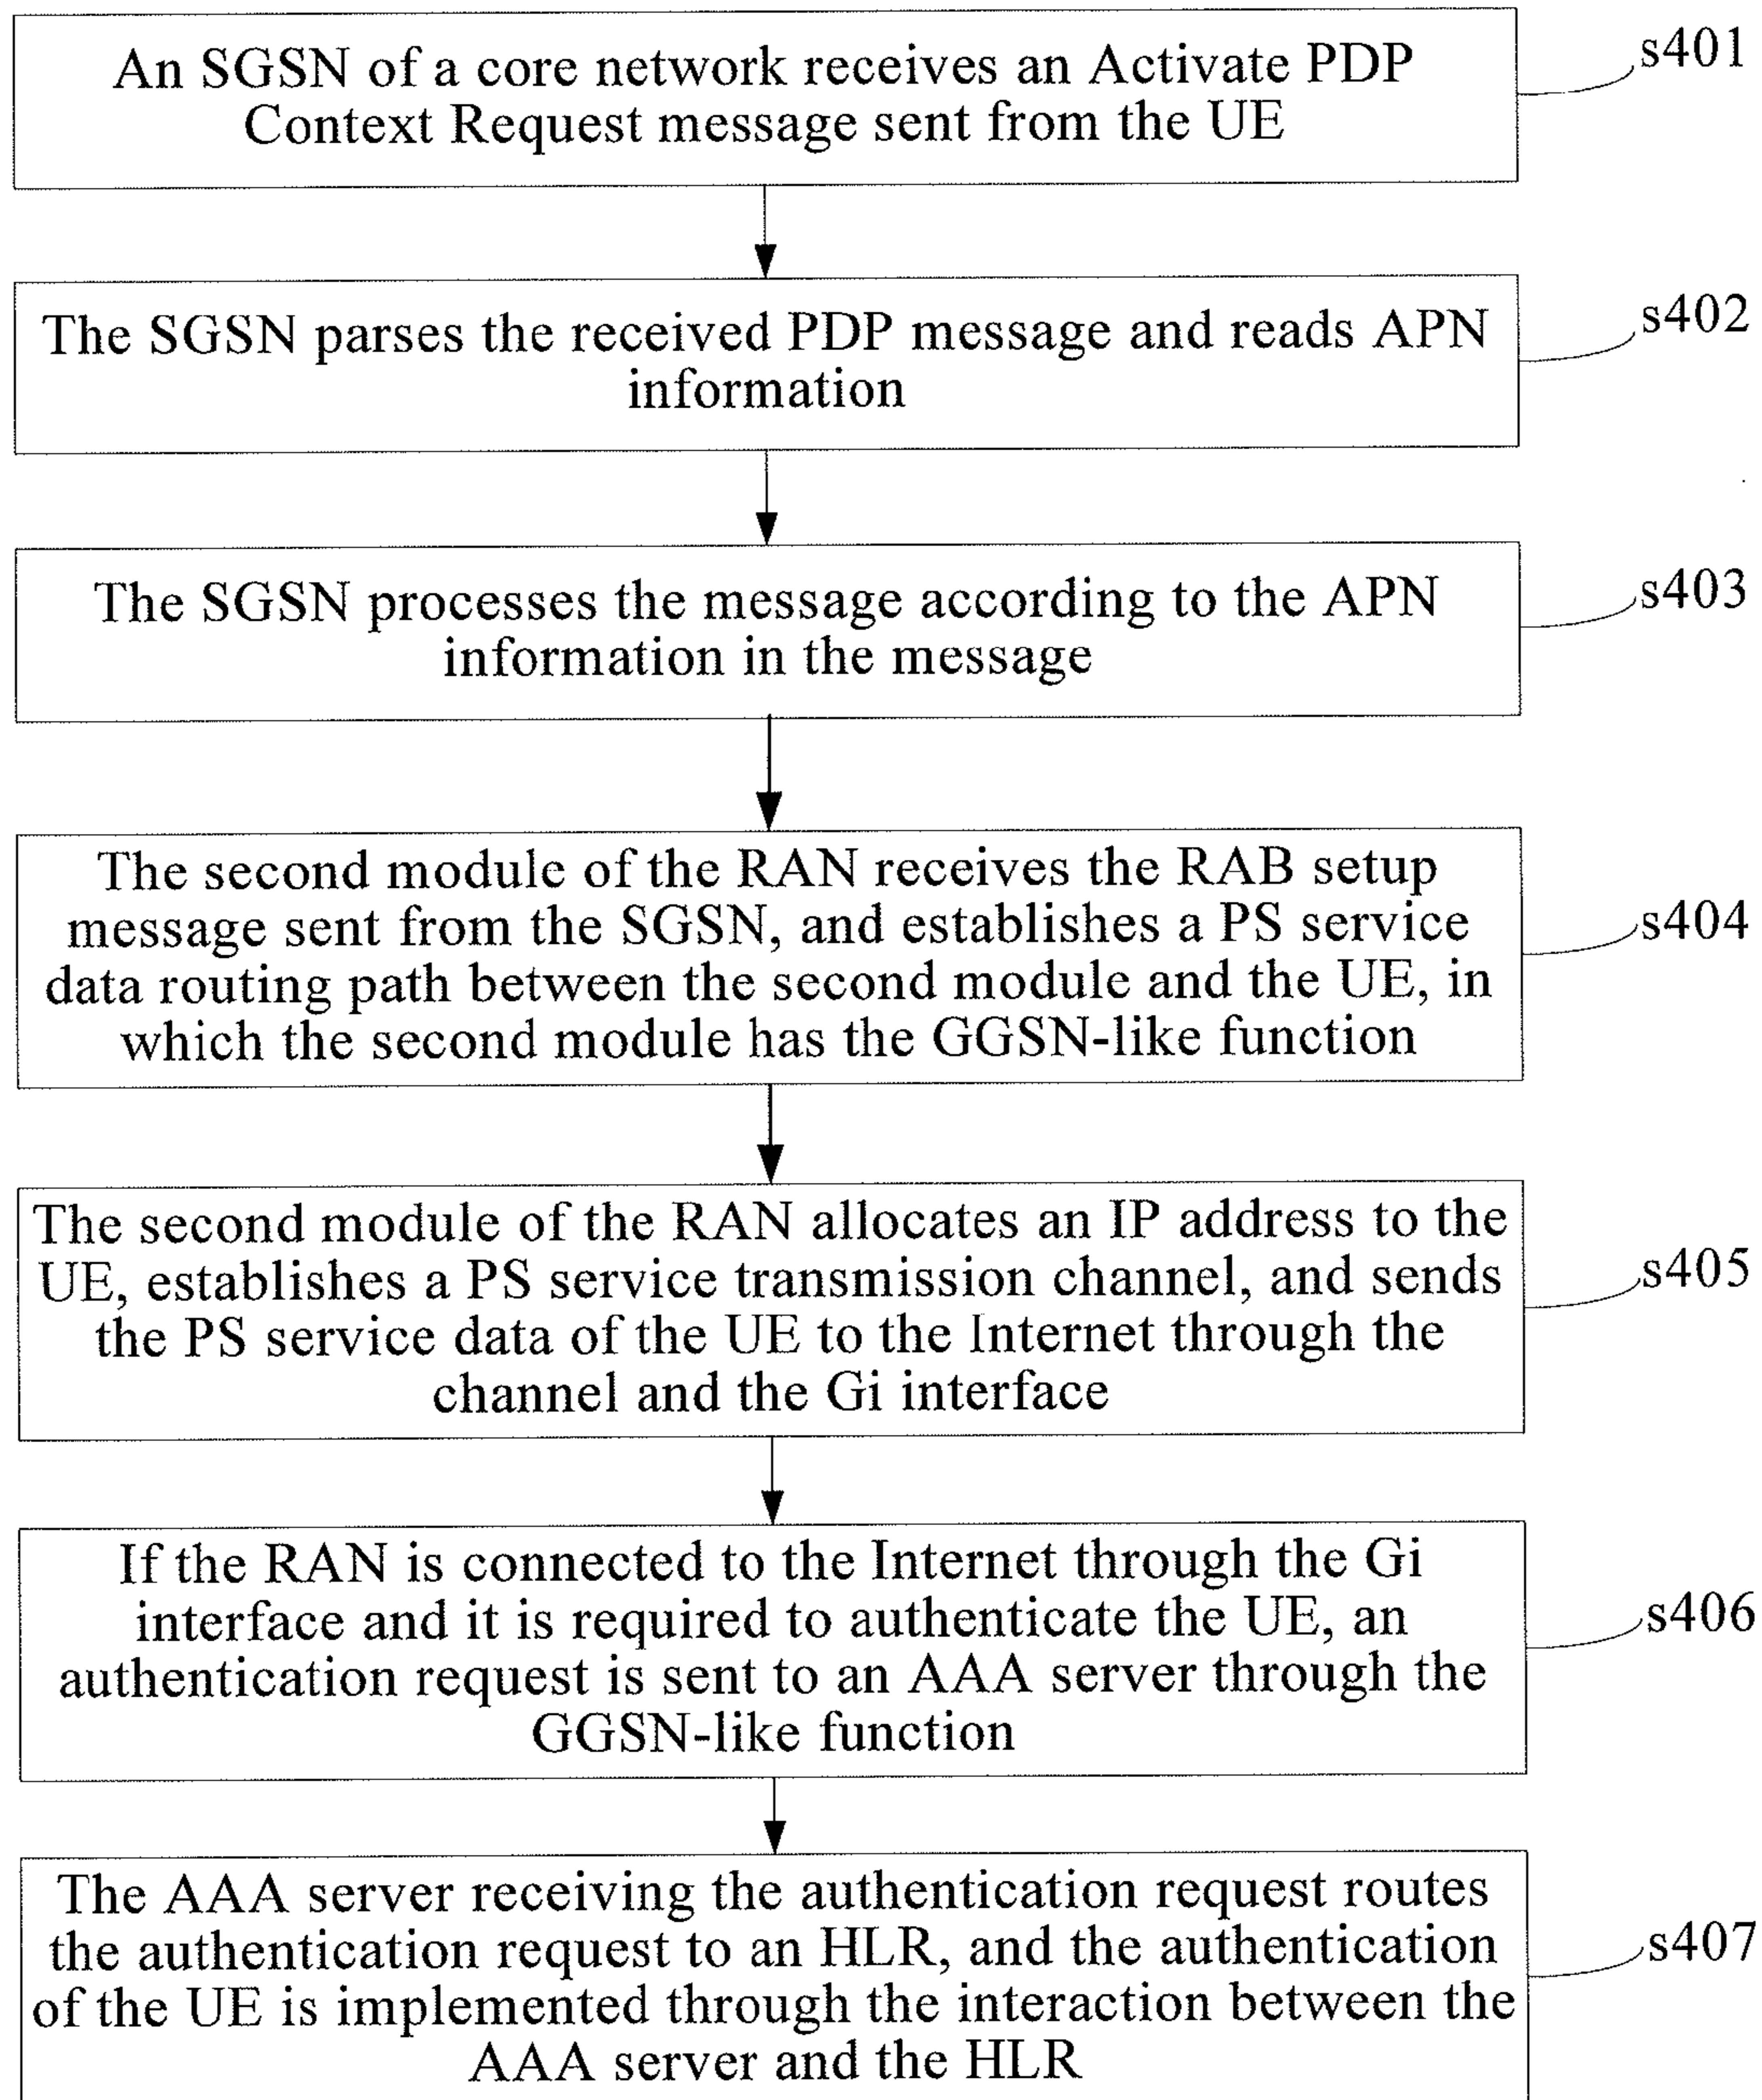 An SGSN of a core network receives an Activate PDP
Context Request message sent from the UE
s401
The SGSN parses the received PDP message and reads APN
information
s402
The SGSN processes the message according to the APN
information in the message
s403
The second module of the RAN receives the RAB setup
message sent from the SGSN, and establishes a PS service
data routing path between the second module and the UE, in
which the second module has the GGSN-like function
s404
The second module of the RAN allocates an IP address to the
UE, establishes a PS service transmission channel, and sends
the PS service data of the UE to the Internet through the
channel and the Gi interface
s405
If the RAN is connected to the Internet through the Gi
interface and it is required to authenticate the UE, an
authentication request is sent to an AAA server through the
GGSN-like function
s406
The AAA server receiving the authentication request routes
the authentication request to an HLR, and the authentication
of the UE is implemented through the interaction between the
AAA server and the HLR
s407